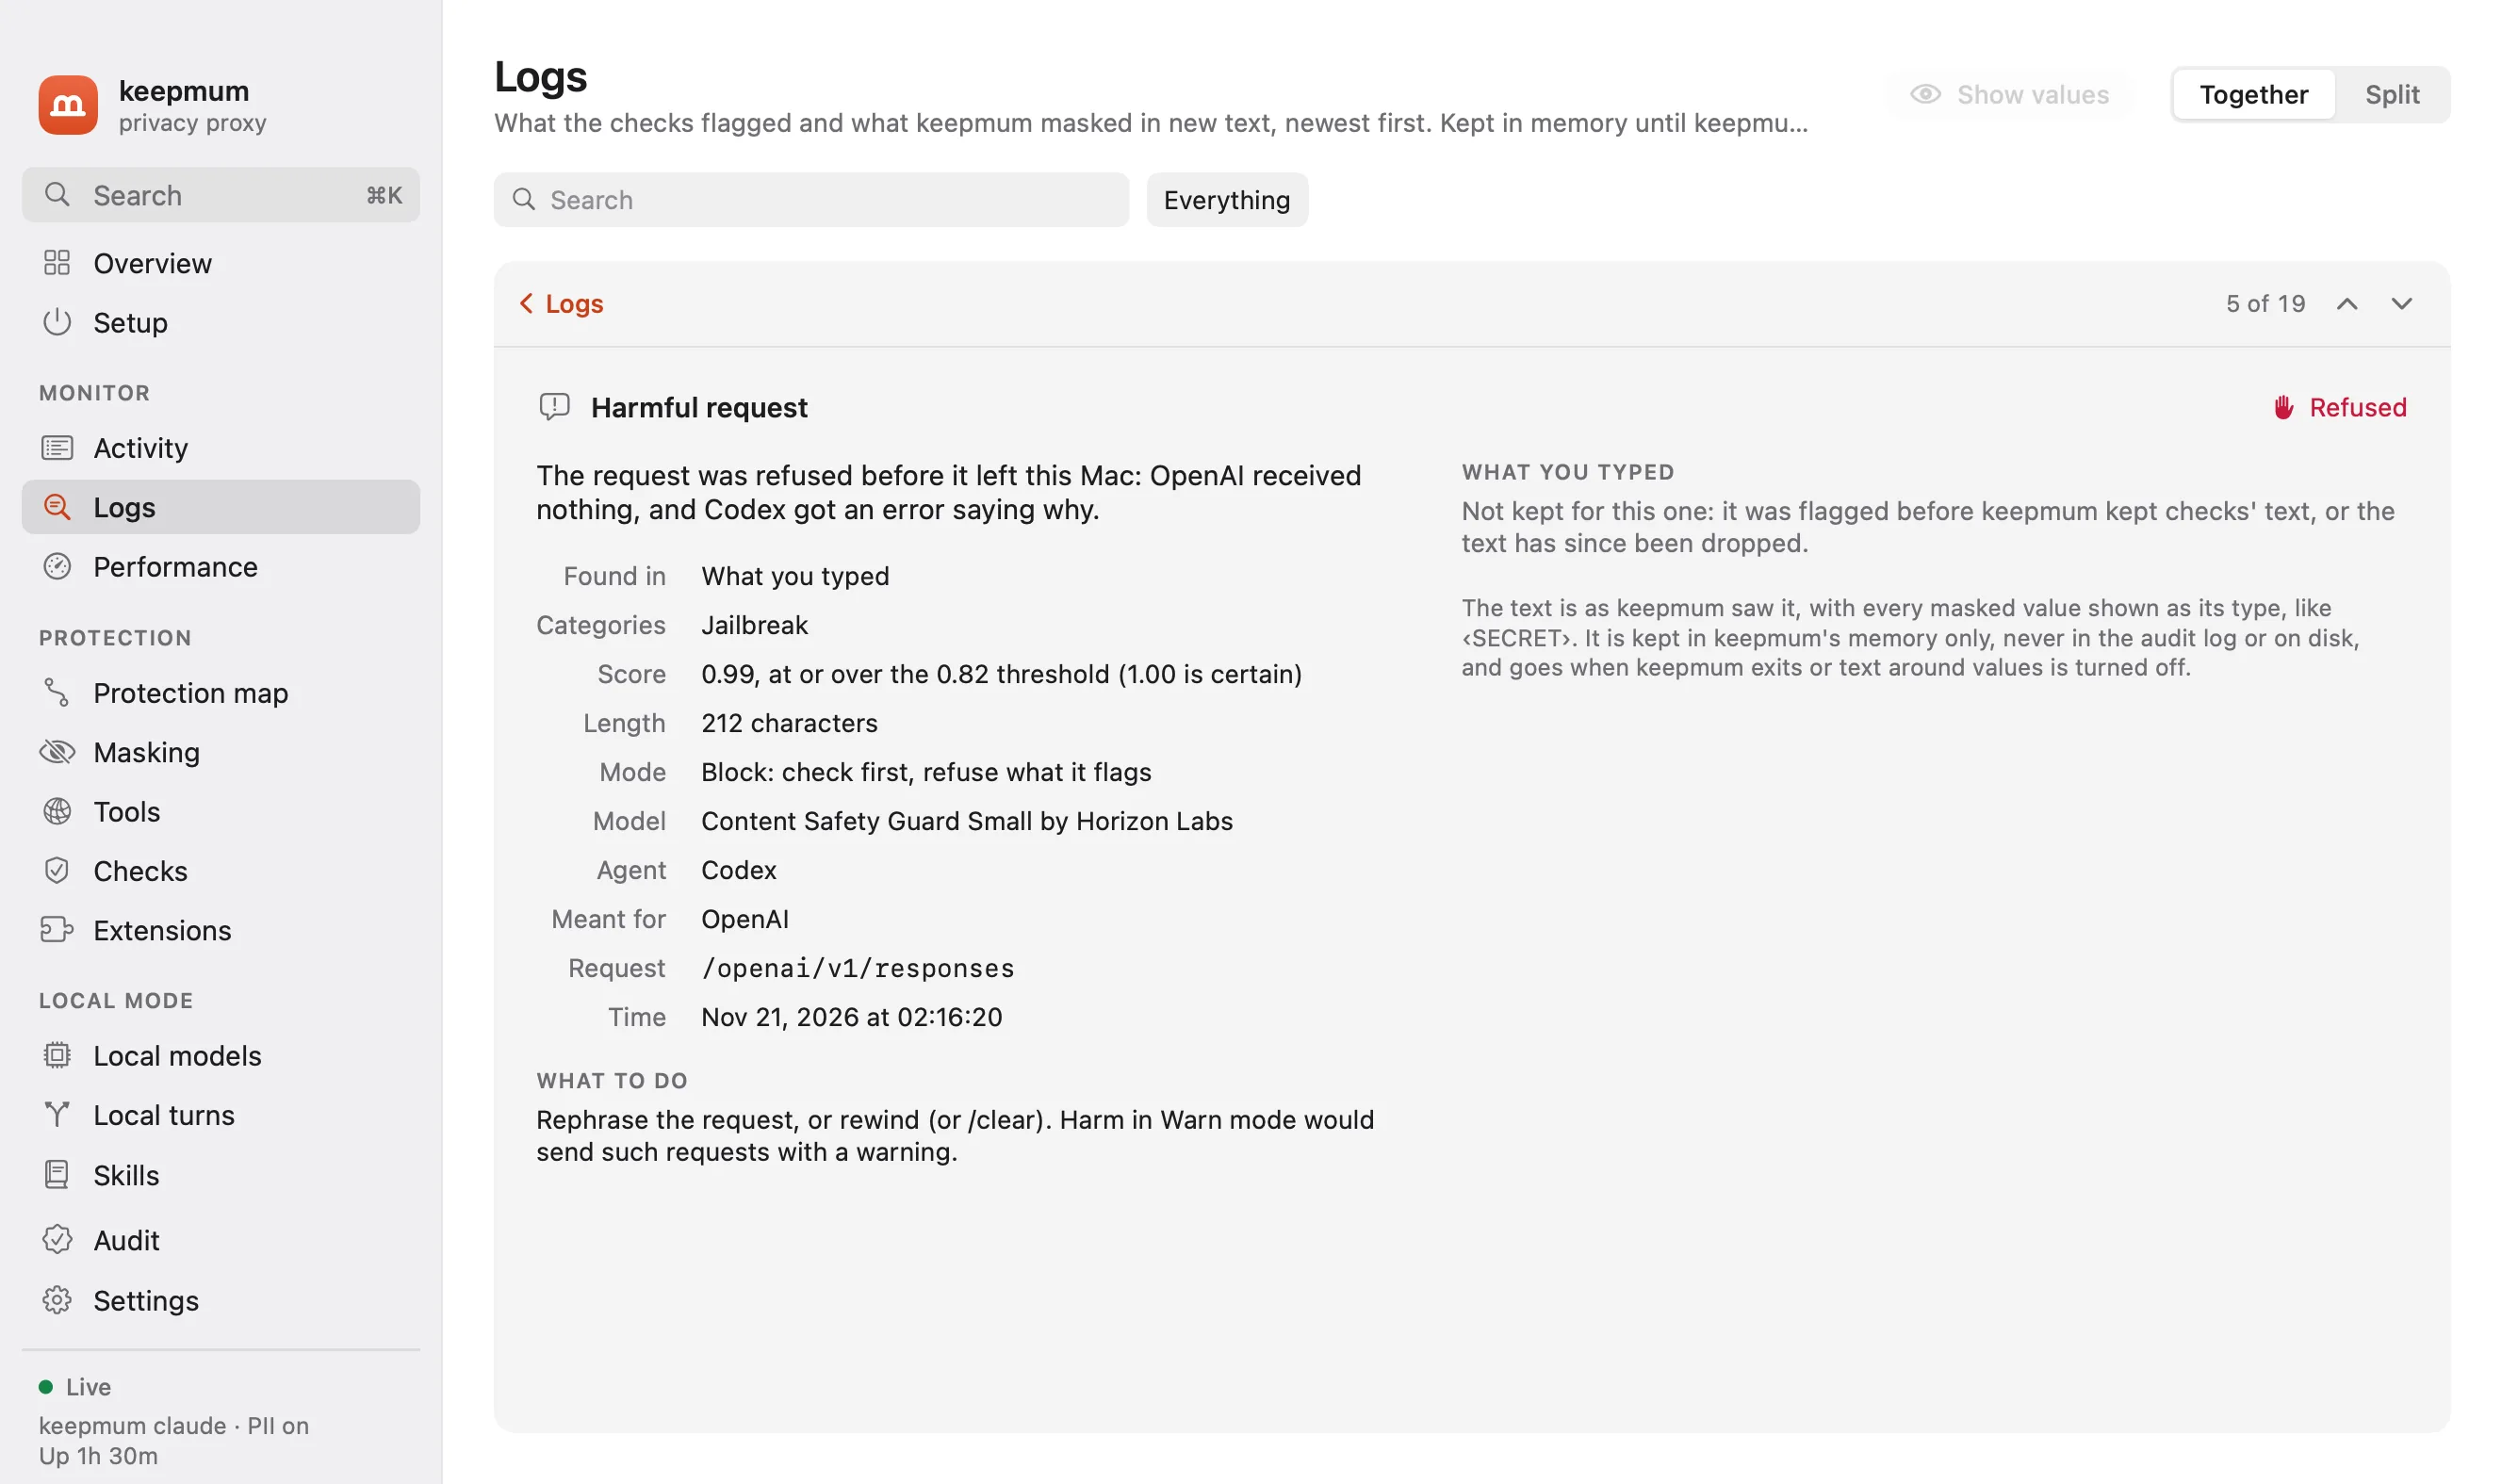 keepmum
privacy proxy
Search ⌘K
Overview
Setup
MONITOR
Activity
Logs
Performance
PROTECTION
Protection map
Masking
Tools
Checks
Extensions
LOCAL MODE
Local models
Local turns
Skills
Audit
Settings
Live
keepmum claude · PII on
Up 1h 30m
Logs
What the checks flagged and what keepmum masked in new text, newest first. Kept in memory until keepmu...
Show values
Together Split
Search
Everything
Logs
5 of 19
Harmful request
Refused
The request was refused before it left this Mac: OpenAI received
nothing, and Codex got an error saying why.
Found in What you typed
Categories Jailbreak
Score 0.99, at or over the 0.82 threshold (1.00 is certain)
Length 212 characters
Mode Block: check first, refuse what it flags
Model Content Safety Guard Small by Horizon Labs
Agent Codex
Meant for OpenAI
Request /openai/v1/responses
Time Nov 21, 2026 at 02:16:20
WHAT TO DO
Rephrase the request, or rewind (or /clear). Harm in Warn mode would
send such requests with a warning.
WHAT YOU TYPED
Not kept for this one: it was flagged before keepmum kept checks' text, or the
text has since been dropped.
The text is as keepmum saw it, with every masked value shown as its type, like
‹SECRET›. It is kept in keepmum's memory only, never in the audit log or on disk,
and goes when keepmum exits or text around values is turned off.